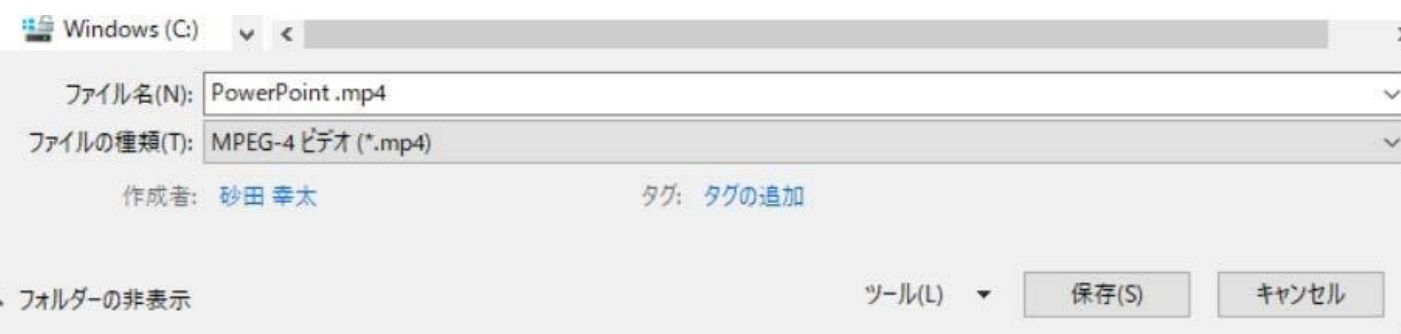 Windows (C:)
ファイル名(N): PowerPoint .mp4
ファイルの種類(T): MPEG-4 ビデオ (*.mp4)
作成者: 砂田 幸太 タグ: タグの追加
フォルダーの非表示 ツール(L) 保存(S) キャンセル